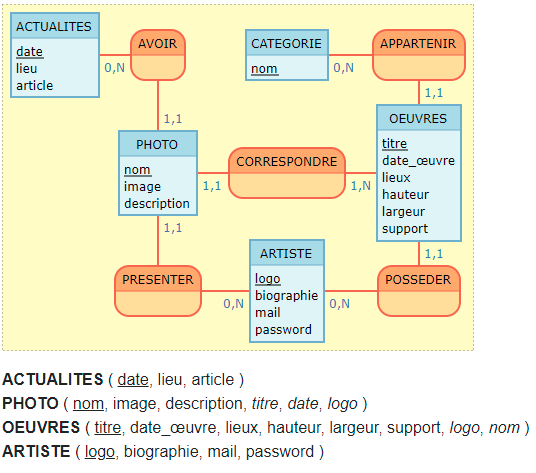 ACTUALITES
date
lieu
article
AVOIR
0,N
1,1
CATEGORIE
nom
APPARTENIR
0,N
1,1
PHOTO
nom
image
description
CORRESPONDRE
1,1
1,N
1,1
OEUVRES
titre
date_œuvre
lieux
hauteur
largeur
support
1,1
PRESENTER
0,N
ARTISTE
logo
biographie
mail
password
0,N
POSSEDER
ACTUALITES ( date, lieu, article )
PHOTO ( nom, image, description, titre, date, logo )
OEUVRES ( titre, date_œuvre, lieux, hauteur, largeur, support, logo, nom )
ARTISTE ( logo, biographie, mail, password )